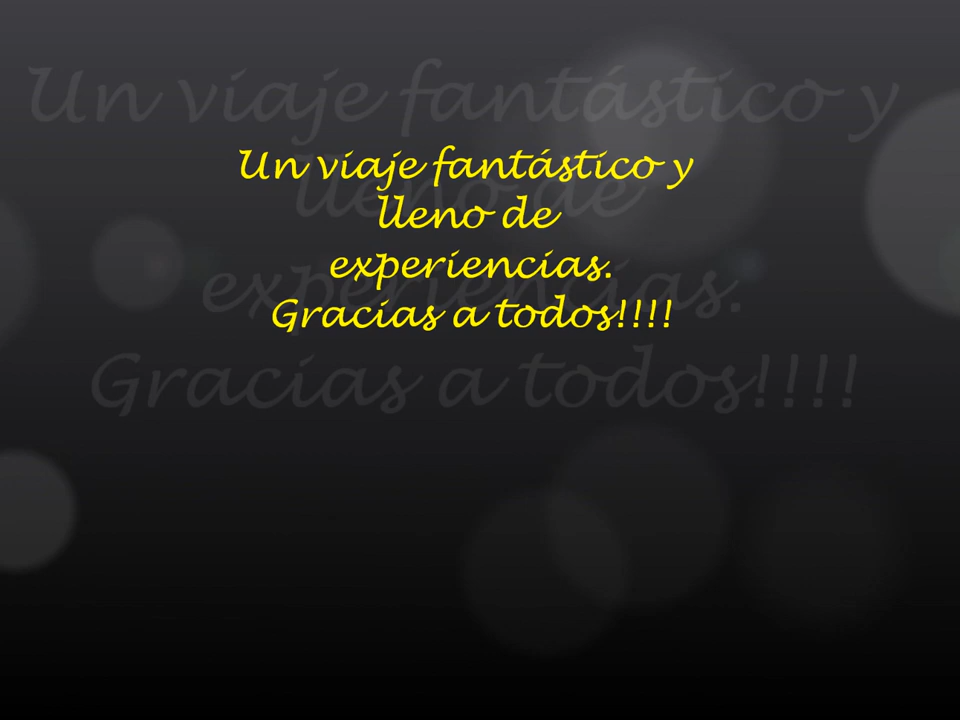 Un viaje fantástico y
lleno de
experiencias.
Gracias a todos!!!!